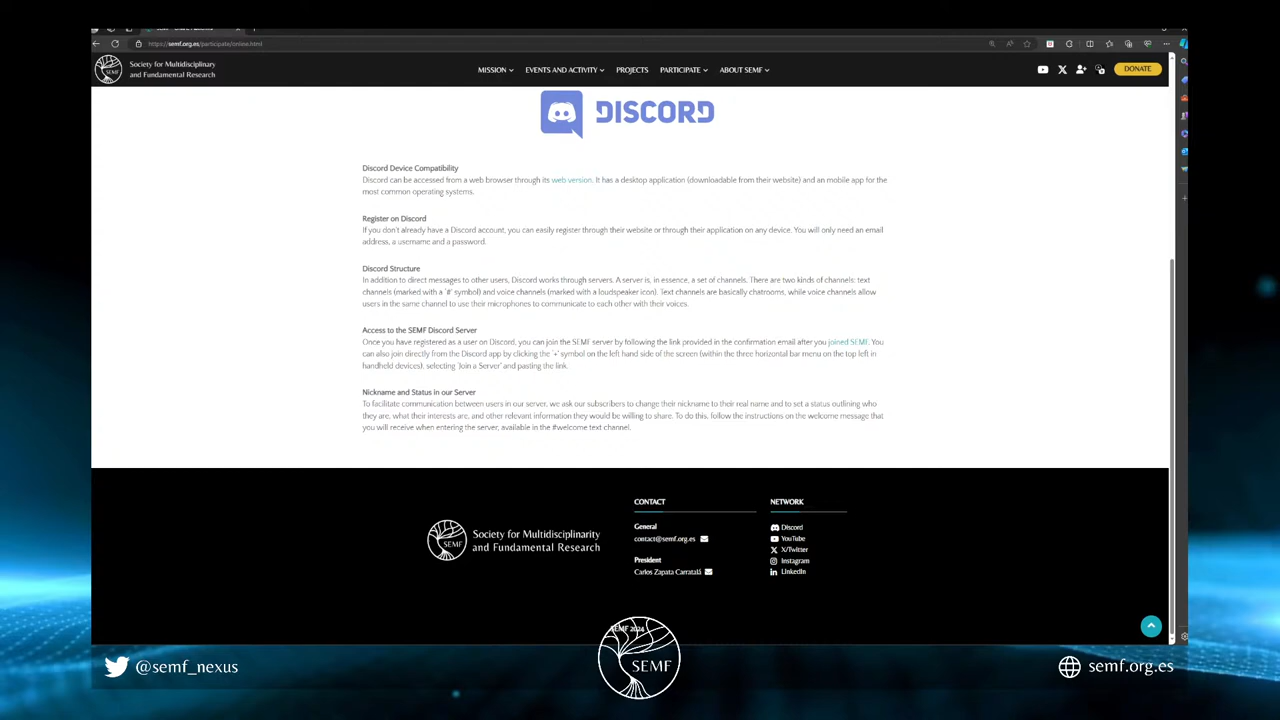 https://semf.org.es/participate/online.html
SEMF
Society for Multidisciplinary
and Fundamental Research
MISSION
EVENTS AND ACTIVITY
PROJECTS
PARTICIPATE
ABOUT SEMF
DONATE
DISCORD
Discord Device Compatibility
Discord can be accessed from a web browser through its web version. It has a desktop application (downloadable from their website) and an mobile app for the
most common operating systems.
Register on Discord
If you don't already have a Discord account, you can easily register through their website or through their application on any device. You will only need an email
address, a username and a password.
Discord Structure
In addition to direct messages to other users, Discord works through servers. A server is, in essence, a set of channels. There are two kinds of channels: text
channels (marked with a '#' symbol) and voice channels (marked with a loudspeaker icon). Text channels are basically chatrooms, while voice channels allow
users in the same channel to use their microphones to communicate to each other with their voices.
Access to the SEMF Discord Server
Once you have registered as a user on Discord, you can join the SEMF server by following the link provided in the confirmation email after you joined SEMF. You
can also join directly from the Discord app by clicking the '+' symbol on the left hand side of the screen (within the three horizontal bar menu on the top left in
handheld devices), selecting 'Join a Server' and pasting the link.
Nickname and Status in our Server
To facilitate communication between users in our server, we ask our subscribers to change their nickname to their real name and to set a status outlining who
they are, what their interests are, and other relevant information they would be willing to share. To do this, follow the instructions on the welcome message that
you will receive when entering the server, available in the #welcome text channel.
SEMF
Society for Multidisciplinarity
and Fundamental Research
CONTACT
General
contact@semf.org.es
President
Carlos Zapata Carratalá
NETWORK
Discord
YouTube
X/Twitter
Instagram
LinkedIn
SEMF 2024
@semf_nexus
SEMF
semf.org.es